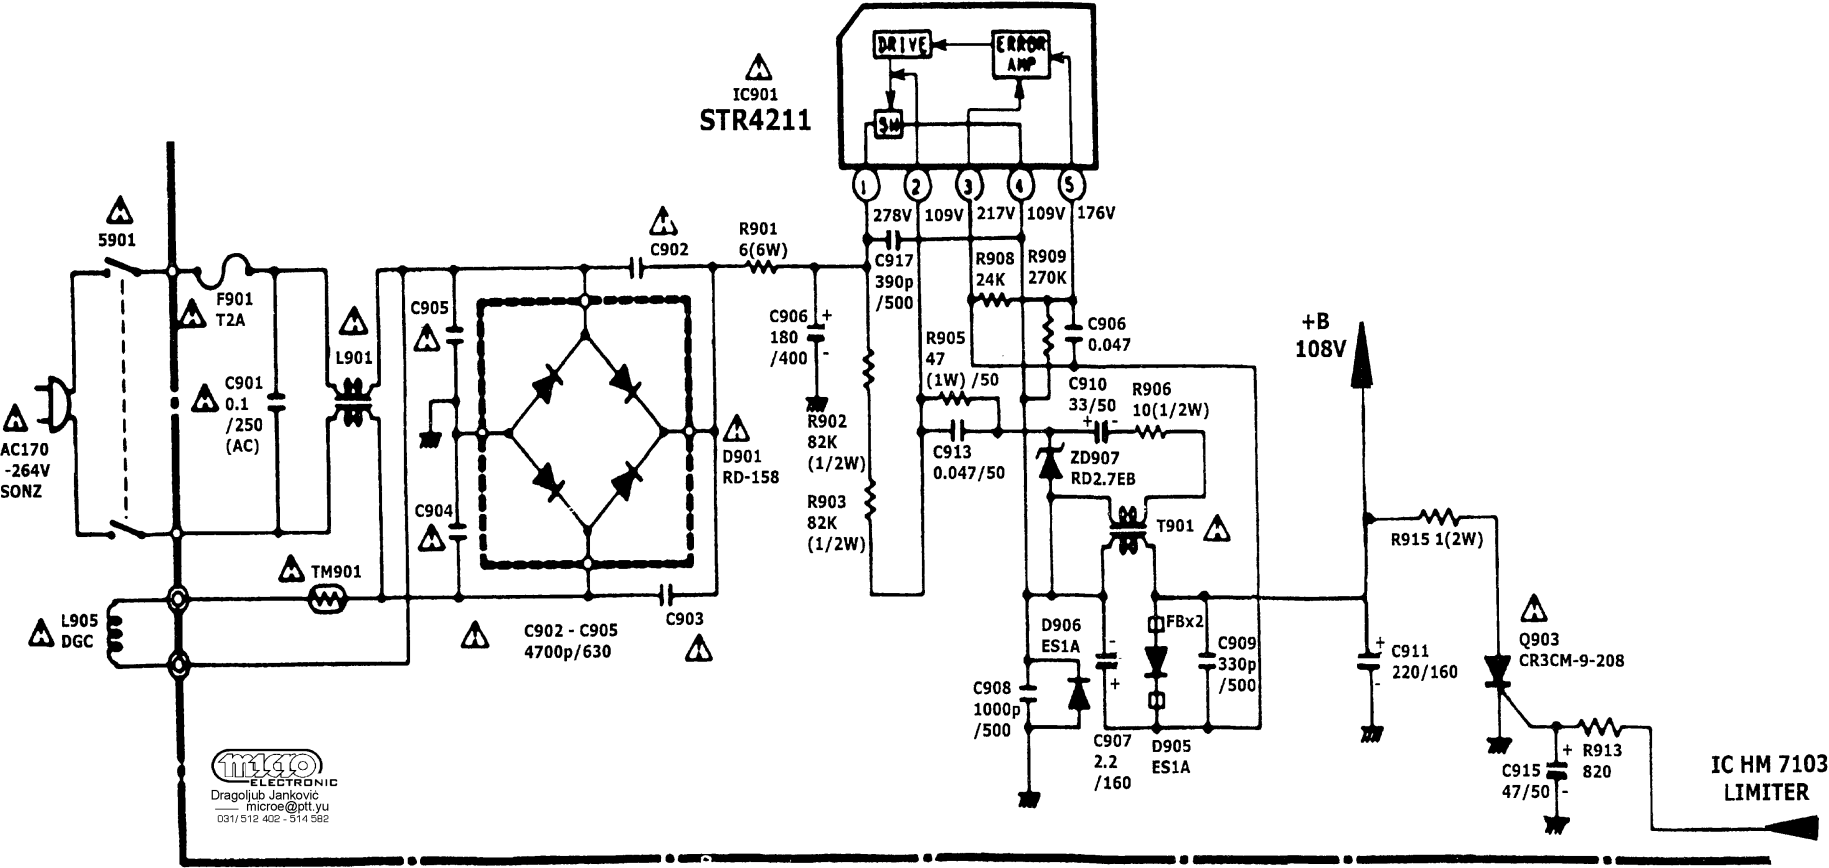 DRIVE
ERROR
AMP
SW
IC901
STR4211
1
2
3
4
5
278V
109V
217V
109V
176V
5901
F901
T2A
L901
C901
0.1
/250
(AC)
AC170
-264V
SONZ
L905
DGC
TM901
C905
C904
C902
R901
6(6W)
C906
180
/400
+
-
D901
RD-158
C902 - C905
4700p/630
C903
R902
82K
(1/2W)
R903
82K
(1/2W)
C917
390p
/500
R908
24K
R909
270K
C906
0.047
R905
47
(1W) /50
C913
0.047/50
C910
33/50
+
-
R906
10(1/2W)
ZD907
RD2.7EB
T901
+B
108V
R915 1(2W)
D906
ES1A
FBx2
C909
330p
/500
C908
1000p
/500
-
+
C907
2.2
/160
D905
ES1A
+
-
C911
220/160
Q903
CR3CM-9-208
R913
820
C915
47/50
+
-
IC HM 7103
LIMITER
micro
ELECTRONIC
Dragoljub Janković
microe@ptt.yu
031/ 512 402 - 514 582